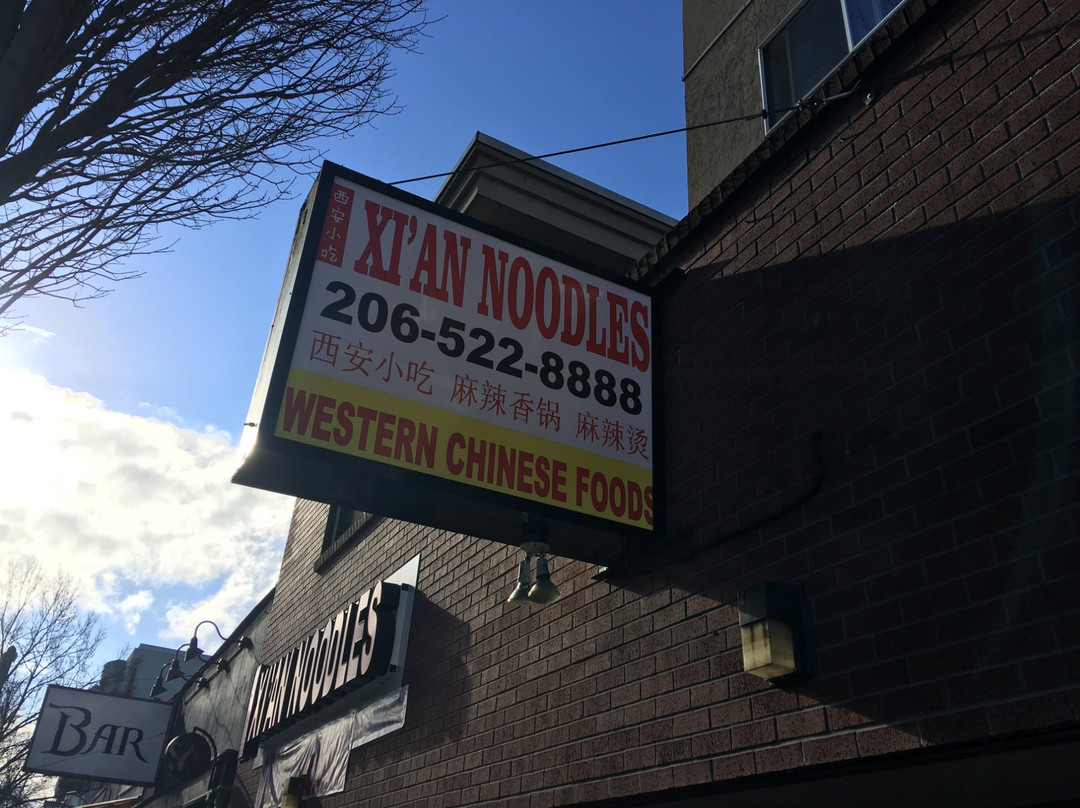 西安小吃
XI'AN NOODLES
206-522-8888
西安小吃 麻辣香锅 麻辣烫
WESTERN CHINESE FOODS
XI'AN NOODLES
BAR